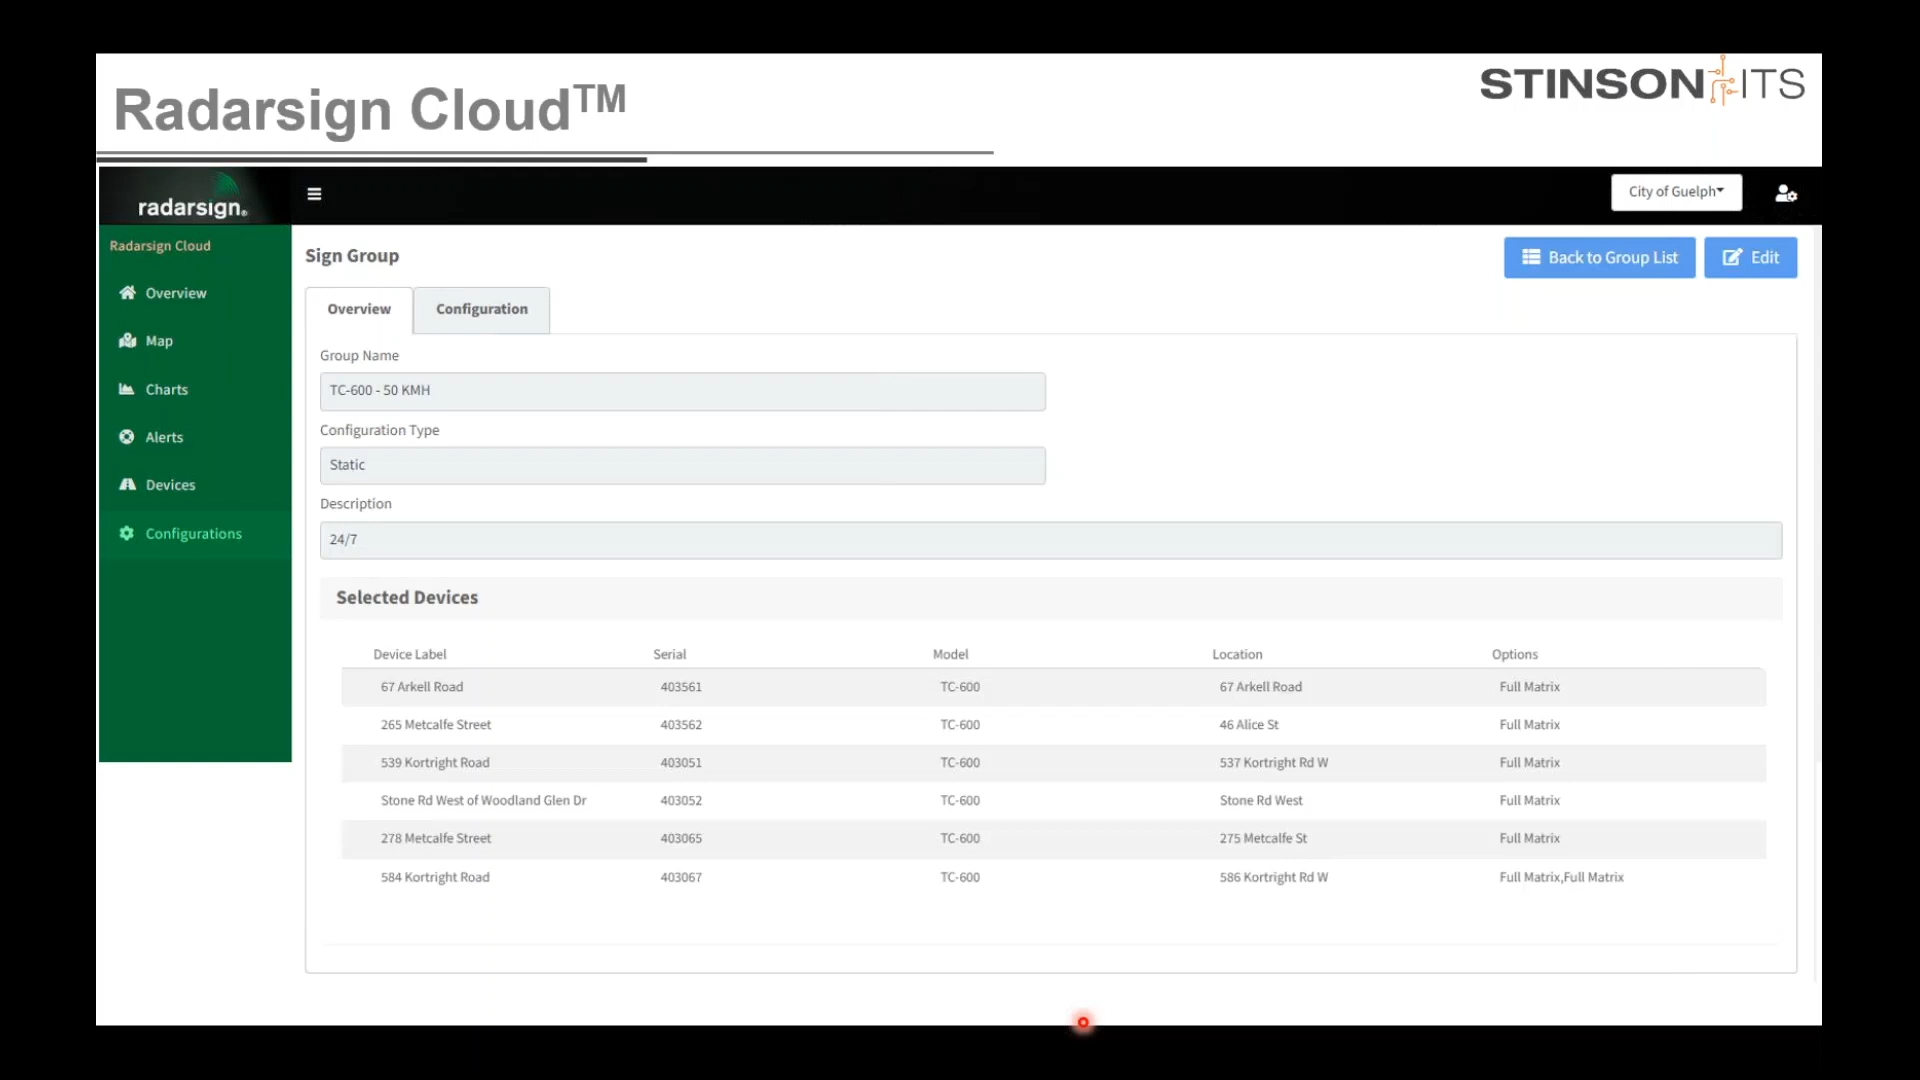 Radarsign Cloud™
STINSON ITS
radarsign®
City of Guelph
Radarsign Cloud
Overview
Map
Charts
Alerts
Devices
Configurations
Sign Group
Back to Group List
Edit
Overview Configuration
Group Name
TC-600 - 50 KMH
Configuration Type
Static
Description
24/7
Selected Devices
Device Label Serial Model Location Options
67 Arkell Road 403561 TC-600 67 Arkell Road Full Matrix
265 Metcalfe Street 403562 TC-600 46 Alice St Full Matrix
539 Kortright Road 403051 TC-600 537 Kortright Rd W Full Matrix
Stone Rd West of Woodland Glen Dr 403052 TC-600 Stone Rd West Full Matrix
278 Metcalfe Street 403065 TC-600 275 Metcalfe St Full Matrix
584 Kortright Road 403067 TC-600 586 Kortright Rd W Full Matrix,Full Matrix